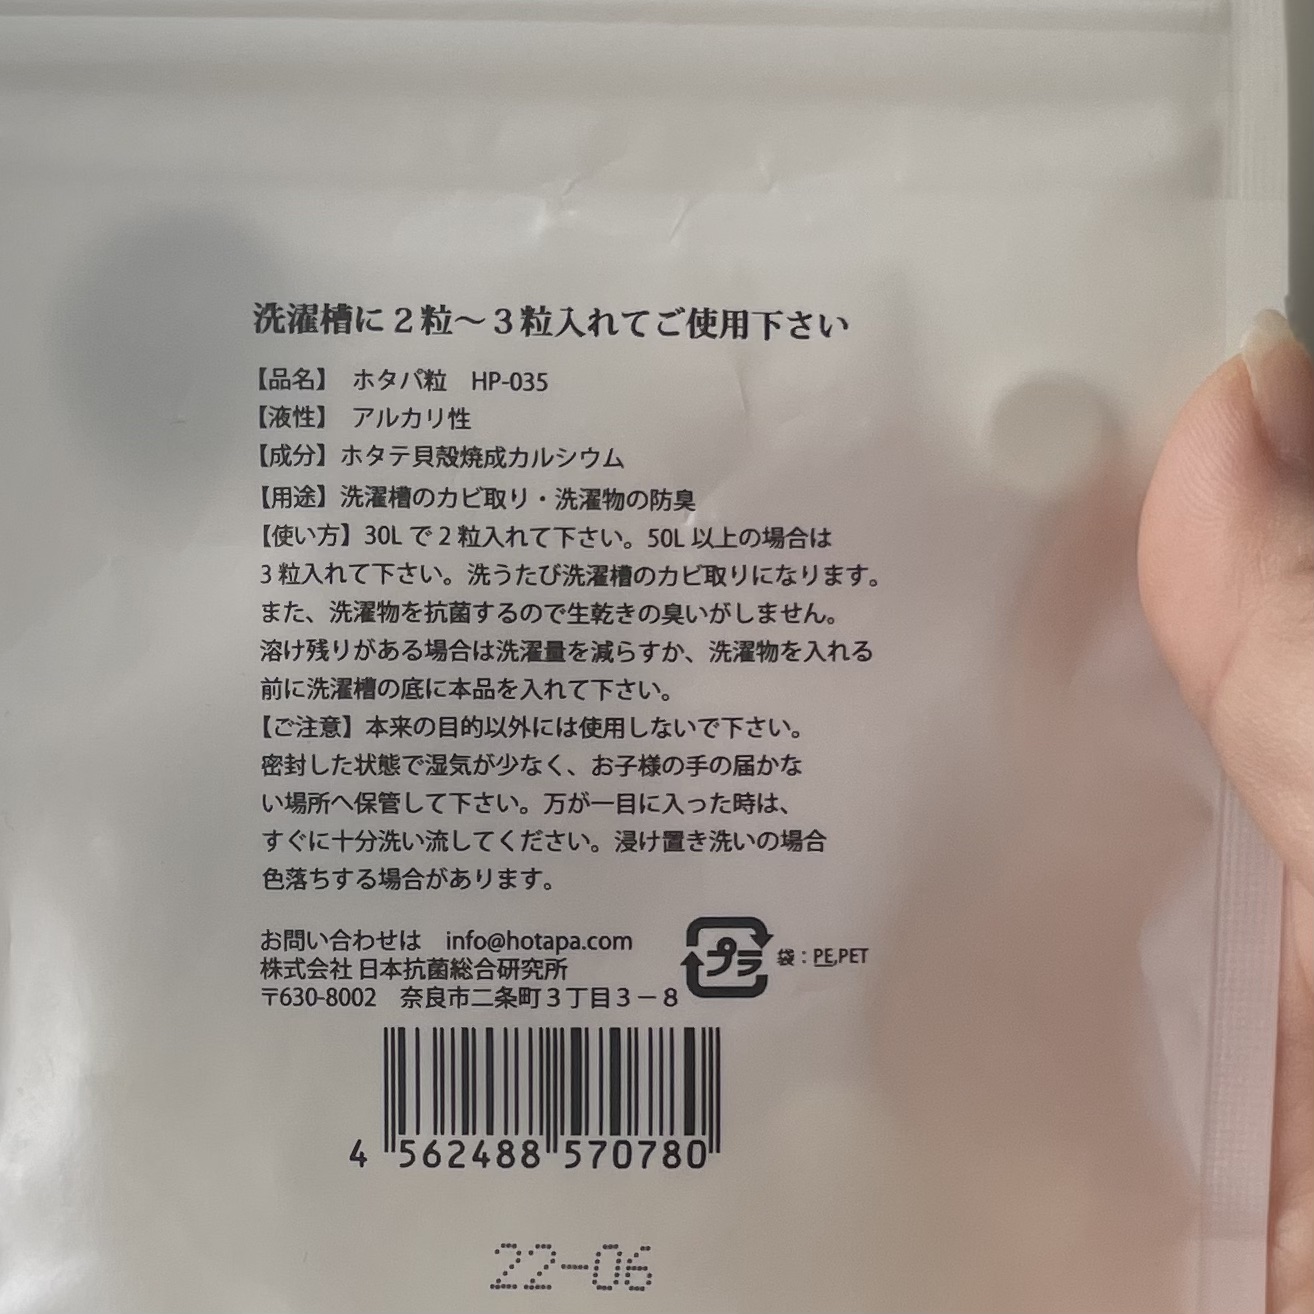 洗濯槽に２粒～３粒入れてご使用下さい
【品名】 ホタパ粒 HP-035
【液性】 アルカリ性
【成分】ホタテ貝殻焼成カルシウム
【用途】洗濯槽のカビ取り・洗濯物の防臭
【使い方】30L で 2 粒入れて下さい。50L 以上の場合は
3 粒入れて下さい。洗うたび洗濯槽のカビ取りになります。
また、洗濯物を抗菌するので生乾きの臭いがしません。
溶け残りがある場合は洗濯量を減らすか、洗濯物を入れる
前に洗濯槽の底に本品を入れて下さい。
【ご注意】本来の目的以外には使用しないで下さい。
密封した状態で湿気が少なく、お子様の手の届かな
い場所へ保管して下さい。万が一目に入った時は、
すぐに十分洗い流してください。浸け置き洗いの場合
色落ちする場合があります。
お問い合わせは info@hotapa.com
株式会社 日本抗菌総合研究所
〒630-8002 奈良市二条町３丁目３－８
プラ 袋：PE,PET
4 562488 570780
22-06